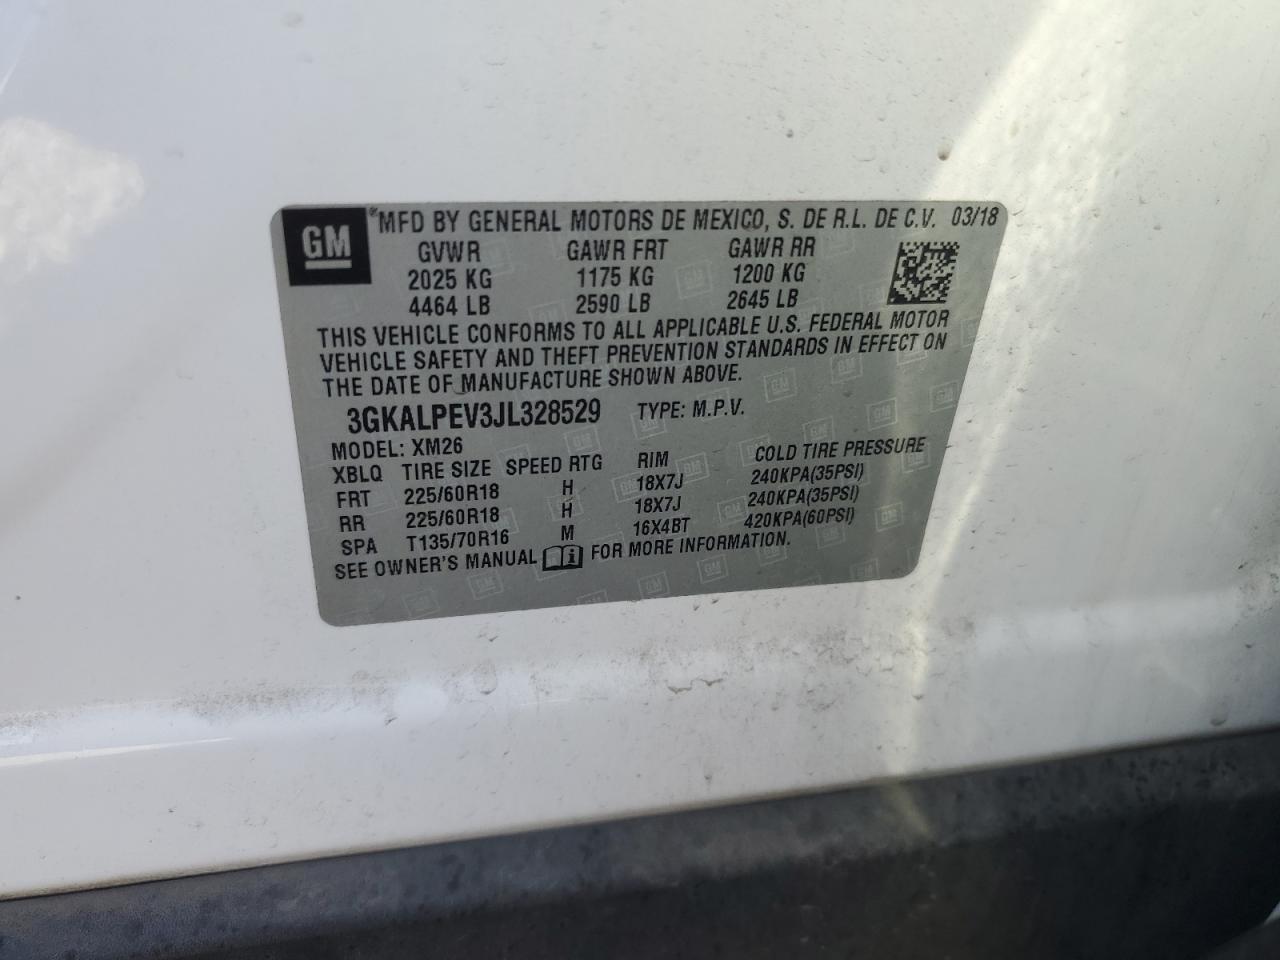 GM
*MFD BY GENERAL MOTORS DE MEXICO, S. DE R.L. DE C.V. 03/18
GVWR GAWR FRT GAWR RR
2025 KG 1175 KG 1200 KG
4464 LB 2590 LB 2645 LB
THIS VEHICLE CONFORMS TO ALL APPLICABLE U.S. FEDERAL MOTOR
VEHICLE SAFETY AND THEFT PREVENTION STANDARDS IN EFFECT ON
THE DATE OF MANUFACTURE SHOWN ABOVE.
3GKALPEV3JL328529 TYPE: M.P.V.
MODEL: XM26
XBLQ TIRE SIZE SPEED RTG RIM COLD TIRE PRESSURE
FRT 225/60R18 H 18X7J 240KPA(35PSI)
RR 225/60R18 H 18X7J 240KPA(35PSI)
SPA T135/70R16 M 16X4BT 420KPA(60PSI)
SEE OWNER'S MANUAL FOR MORE INFORMATION.